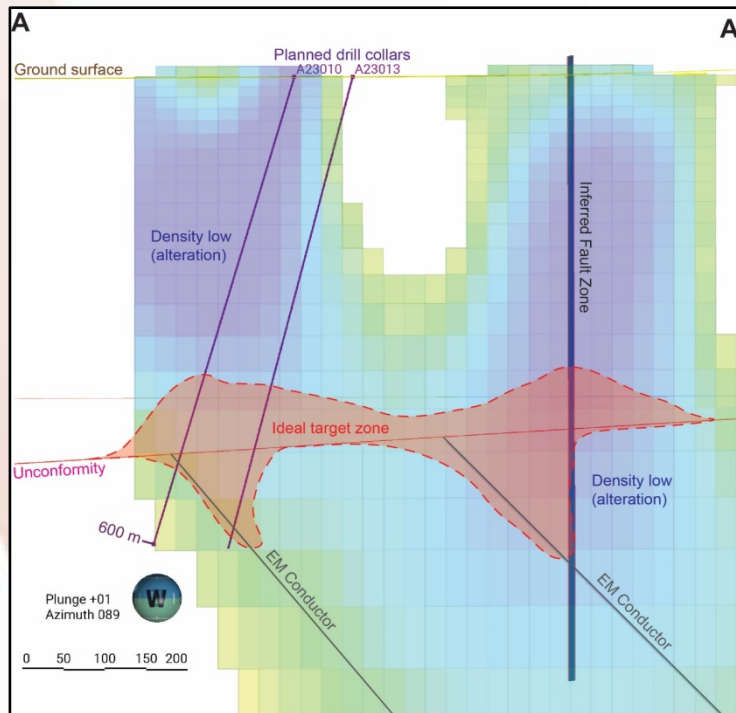 A
A
Planned drill collars
A23010
A23013
Ground surface
Density low
(alteration)
Inferred Fault Zone
Ideal target zone
Unconformity
Density low
(alteration)
600 m
EM Conductor
EM Conductor
Plunge +01
Azimuth 089
W
0 50 100 150 200